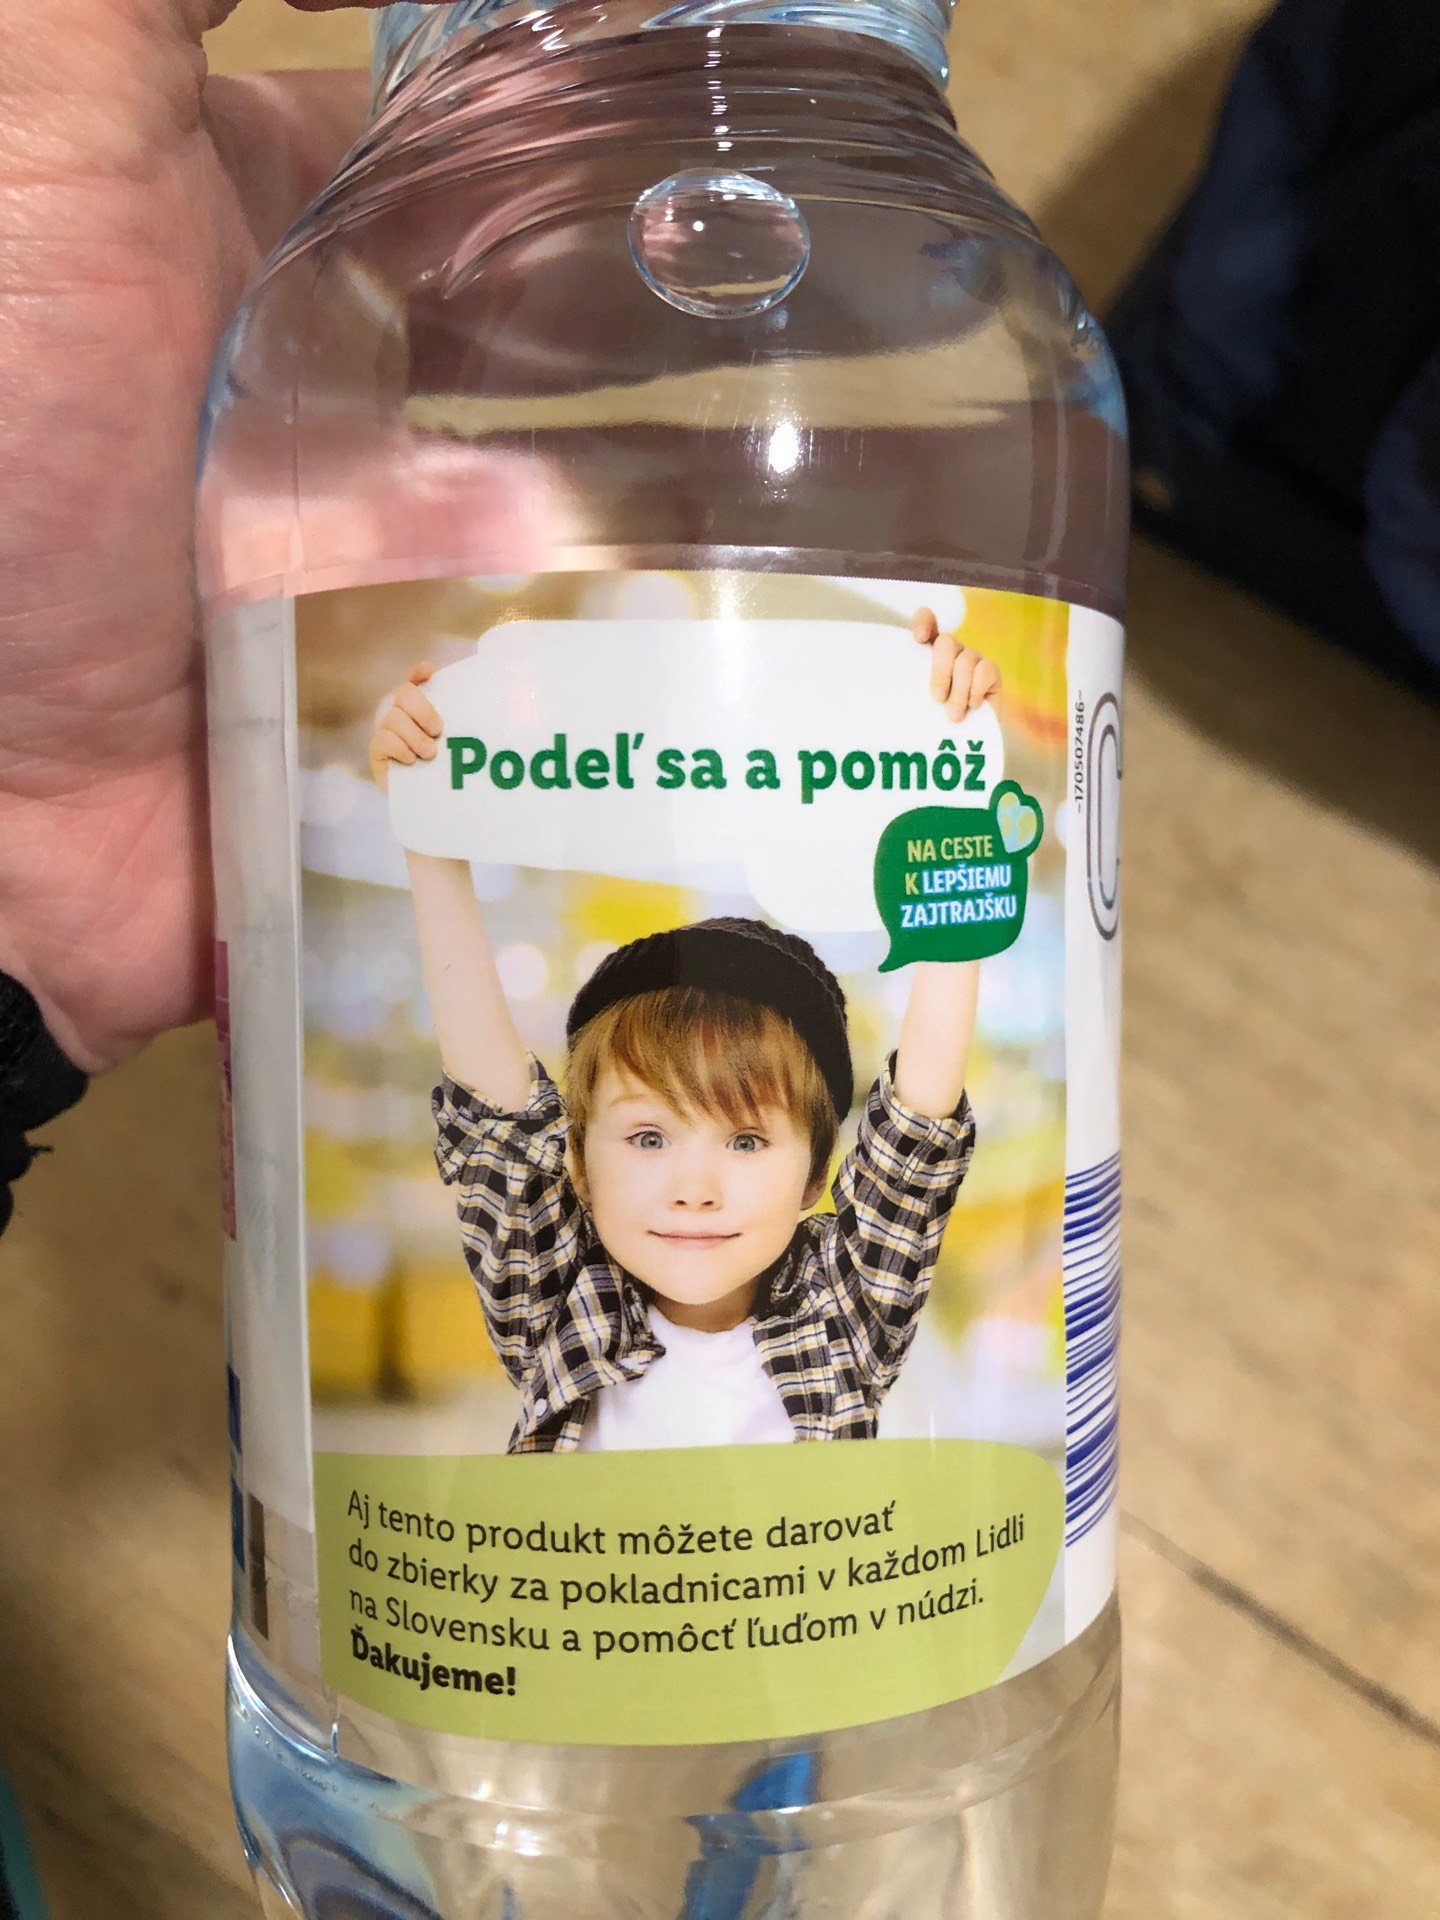 Podeľ sa a pomôž
NA CESTE
K LEPŠIEMU
ZAJTRAJŠKU
~170507486~
Aj tento produkt môžete darovať
do zbierky za pokladnicami v každom Lidli
na Slovensku a pomôcť ľuďom v núdzi.
Ďakujeme!